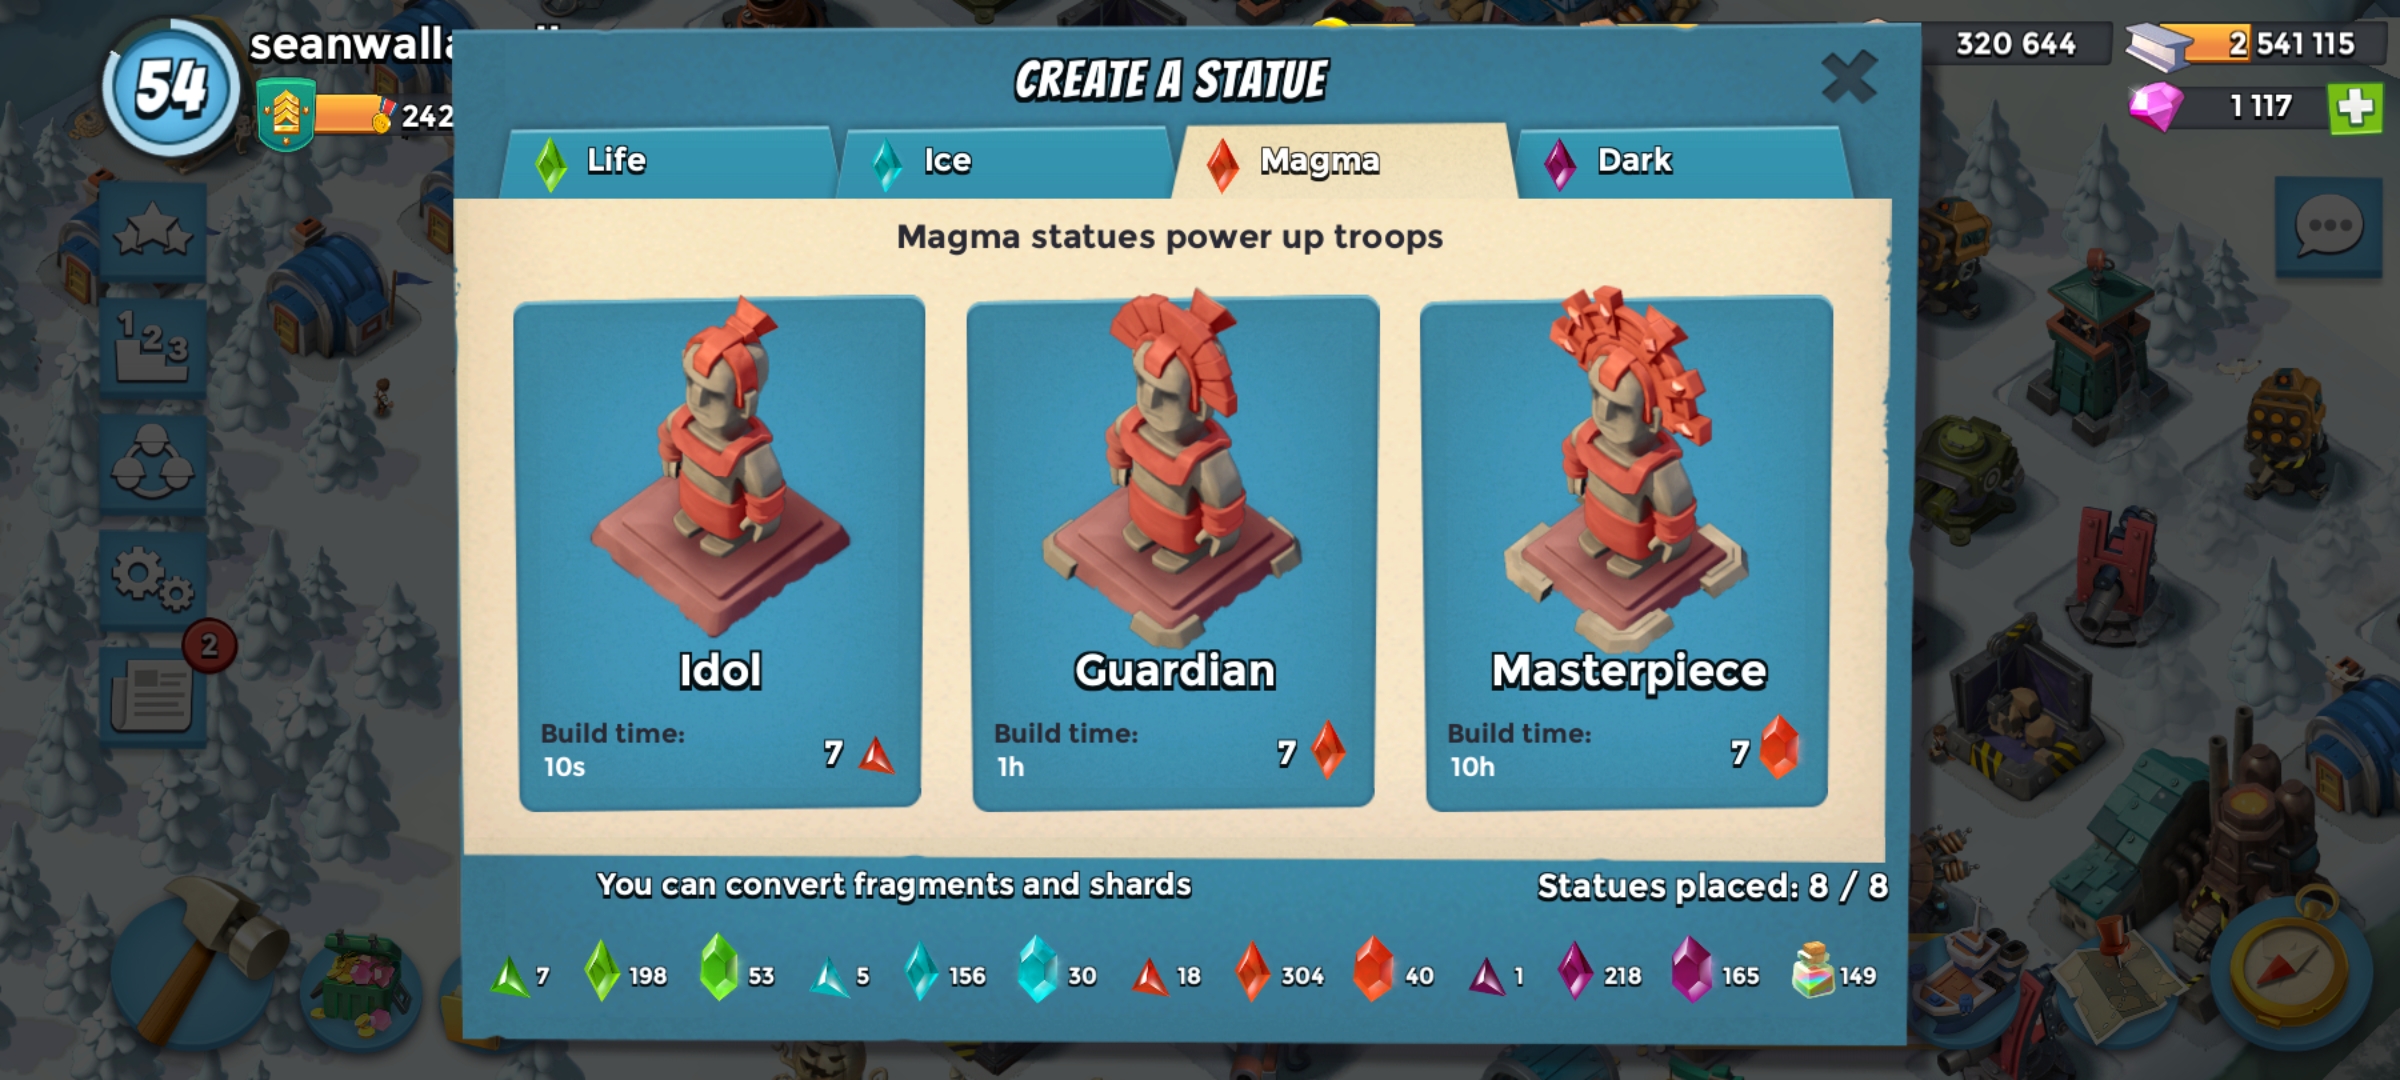 54
242
CREATE A STATUE
320 644
2 541 115
1 117
Life
Ice
Magma
Dark
Magma statues power up troops
1 2 3
2
Idol
Build time:
10s
7
Guardian
Build time:
1h
7
Masterpiece
Build time:
10h
7
You can convert fragments and shards
Statues placed: 8 / 8
7 198 53 5 156 30 18 304 40 1 218 165 149